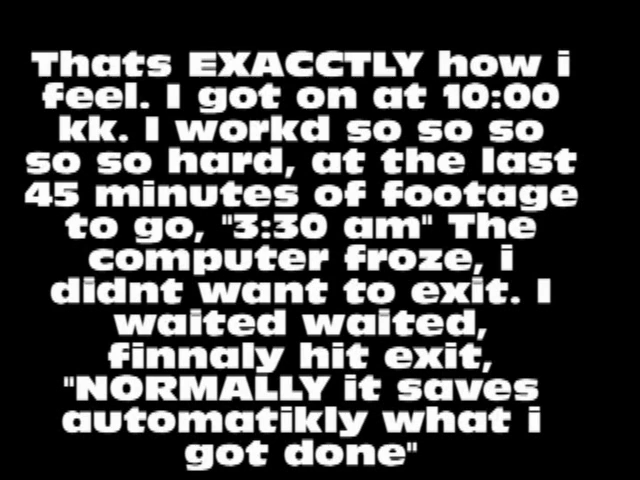 Thats EXACCTLY how i
feel. I got on at 10:00
kk. I workd so so so
so so hard, at the last
45 minutes of footage
to go, "3:30 am" The
computer froze, i
didnt want to exit. I
waited waited,
finnaly hit exit,
"NORMALLY it saves
automatikly what i
got done"